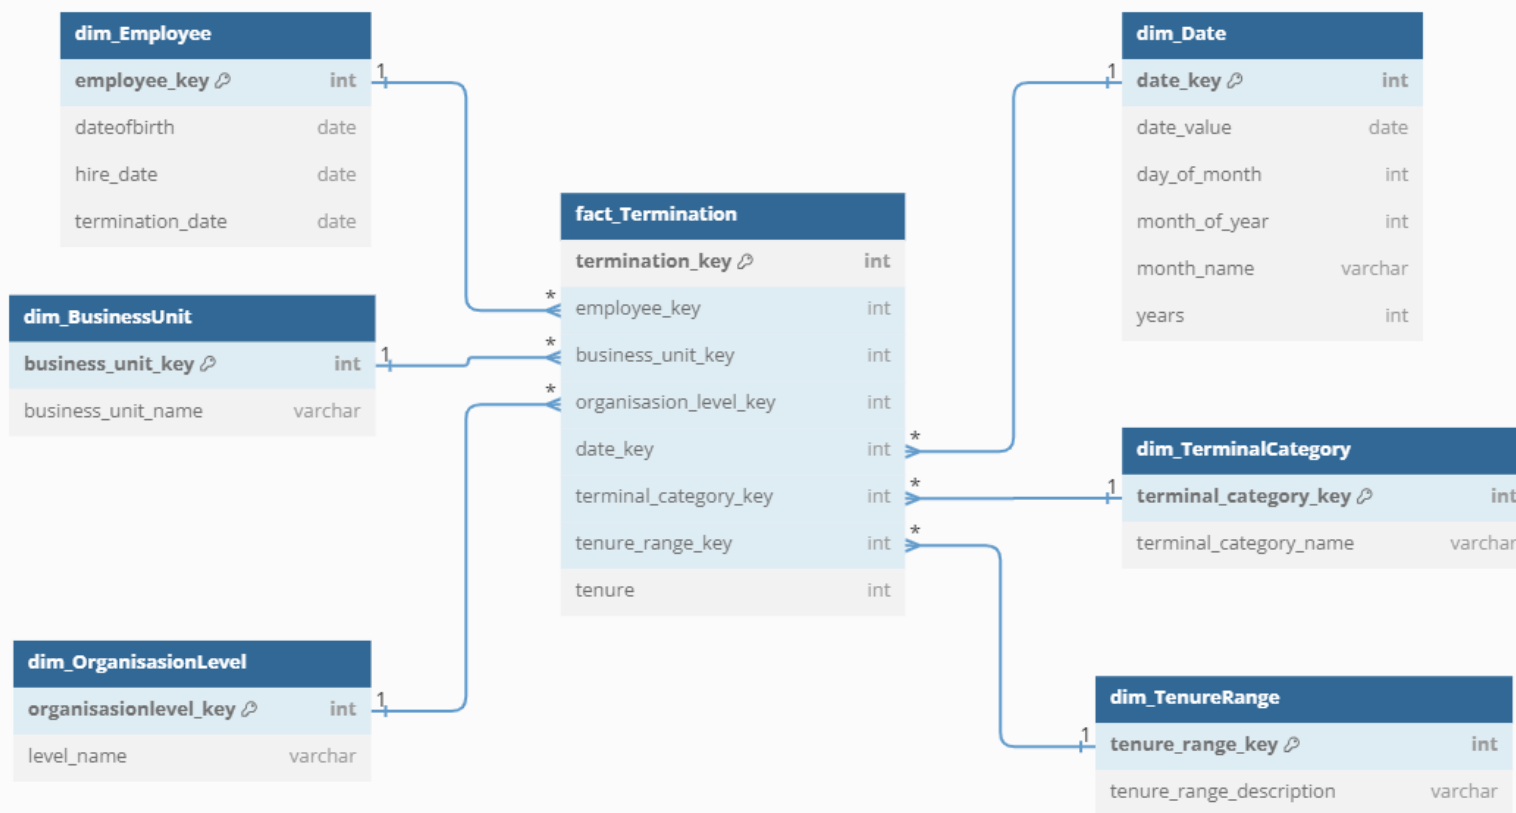 dim_Employee
employee_key int
dateofbirth date
hire_date date
termination_date date
1
dim_BusinessUnit
business_unit_key int
business_unit_name varchar
1
dim_OrganisasionLevel
organisasionlevel_key int
level_name varchar
1
fact_Termination
termination_key int
* employee_key int
* business_unit_key int
* organisasion_level_key int
date_key int *
terminal_category_key int *
tenure_range_key int *
tenure int
dim_Date
1 date_key int
date_value date
day_of_month int
month_of_year int
month_name varchar
years int
dim_TerminalCategory
1 terminal_category_key int
terminal_category_name varchar
dim_TenureRange
1 tenure_range_key int
tenure_range_description varchar